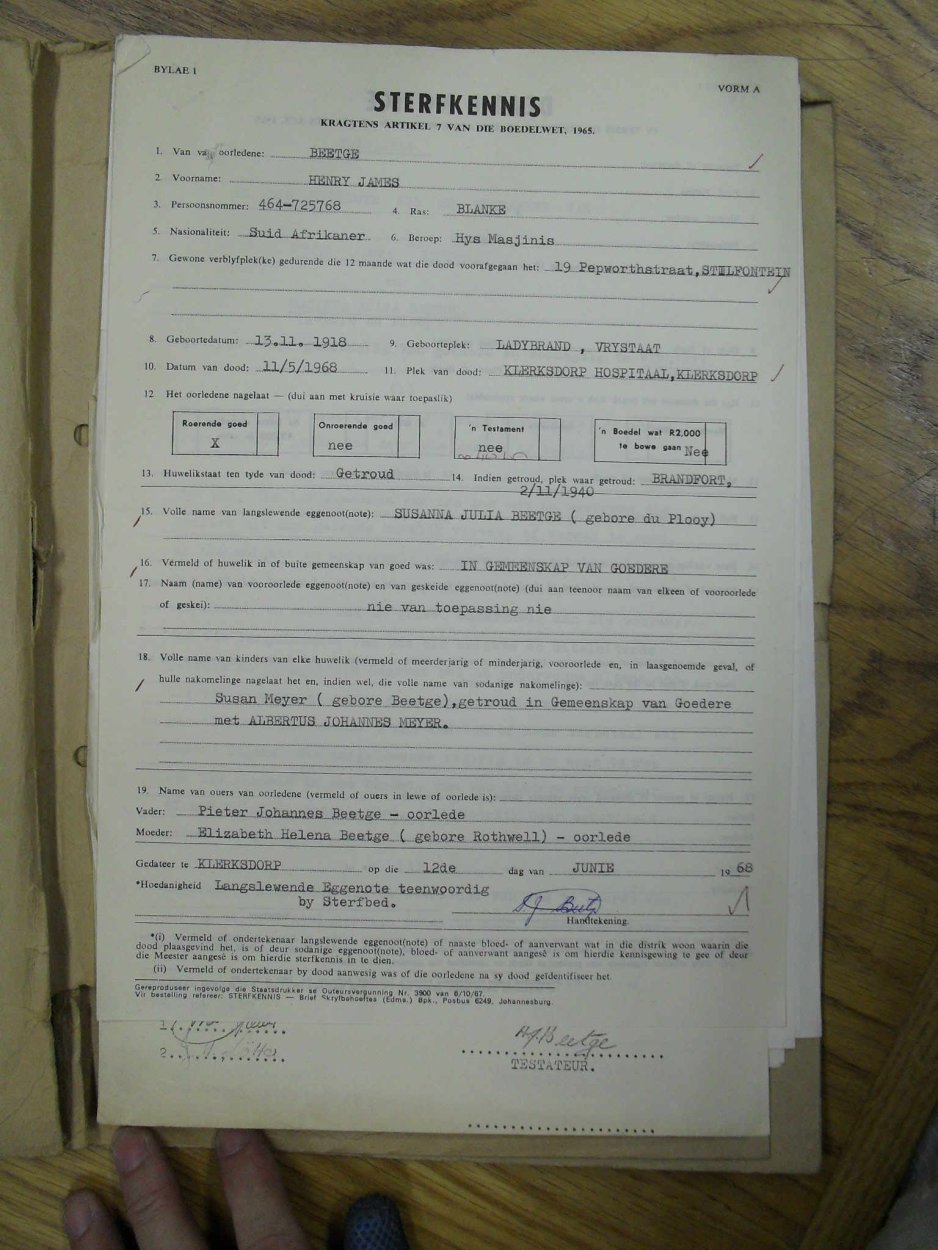 BYLAE 1
VORM A
STERFKENNIS
KRAGTENS ARTIKEL 7 VAN DIE BOEDELWET, 1965.
1. Van va oorledene: BEETGE
2. Voorname: HENRY JAMES
3. Persoonsnommer: 464-725768 4. Ras: BLANKE
5. Nasionaliteit: Suid Afrikaner 6. Beroep: Hys Masjinis
7. Gewone verblyfplek(ke) gedurende die 12 maande wat die dood voorafgegaan het: 19 Pepworthstraat, STILFONTEIN
8. Geboortedatum: 13.11. 1918 9. Geboorteplek: LADYBRAND , VRYSTAAT
10. Datum van dood: 11/5/1968 11. Plek van dood: KLERKSDORP HOSPITAAL,KLERKSDORP
12 Het oorledene nagelaat — (dui aan met kruisie waar toepaslik)
Roerende goed X Onroerende goed nee 'n Testament nee 'n Boedel wat R2,000 te bowe gaan Nee
13. Huwelikstaat ten tyde van dood: Getroud 14. Indien getroud, plek waar getroud: BRANDFORT,
2/11/1940
15. Volle name van langslewende eggenoot(note): SUSANNA JULIA BEETGE ( gebore du Plooy)
16. Vermeld of huwelik in of buite gemeenskap van goed was: IN GEMEENSKAP VAN GOEDERE
17. Naam (name) van vooroorlede eggenoot(note) en van geskeide eggenoot(note) (dui aan teenoor naam van elkeen of vooroorlede
of geskei): nie van toepassing nie
18. Volle name van kinders van elke huwelik (vermeld of meerderjarig of minderjarig, vooroorlede en, in laasgenoemde geval, of
hulle nakomelinge nagelaat het en, indien wel, die volle name van sodanige nakomelinge):
Susan Meyer ( gebore Beetge),getroud in Gemeenskap van Goedere
met ALBERTUS JOHANNES MEYER.
19. Name van ouers van oorledene (vermeld of ouers in lewe of oorlede is):
Vader: Pieter Johannes Beetge - oorlede
Moeder: Elizabeth Helena Beetge ( gebore Rothwell) - oorlede
Gedateer te KLERKSDORP op die 12de dag van JUNIE 19 68
*Hoedanigheid Langslewende Eggenote teenwoordig
by Sterfbed.
Handtekening.
*(i) Vermeld of ondertekenaar langslewende eggenoot(note) of naaste bloed- of aanverwant wat in die distrik woon waarin die
dood plaasgevind het, is of deur sodanige eggenoot(note), bloed- of aanverwant aangesê is om hierdie kennisgewing te gee of deur
die Meester aangesê is om hierdie sterfkennis in te dien.
(ii) Vermeld of ondertekenaar by dood aanwesig was of die oorledene na sy dood geïdentifiseer het.
Gereproduseer ingevolge die Staatsdrukker se Outeursvergunning Nr. 3900 van 6/10/67.
Vir bestelling refereer: STERFKENNIS — Brief Skryfbehoeftes (Edms.) Bpk., Posbus 6249, Johannesburg.
1
2.
Beetge
TESTATEUR.